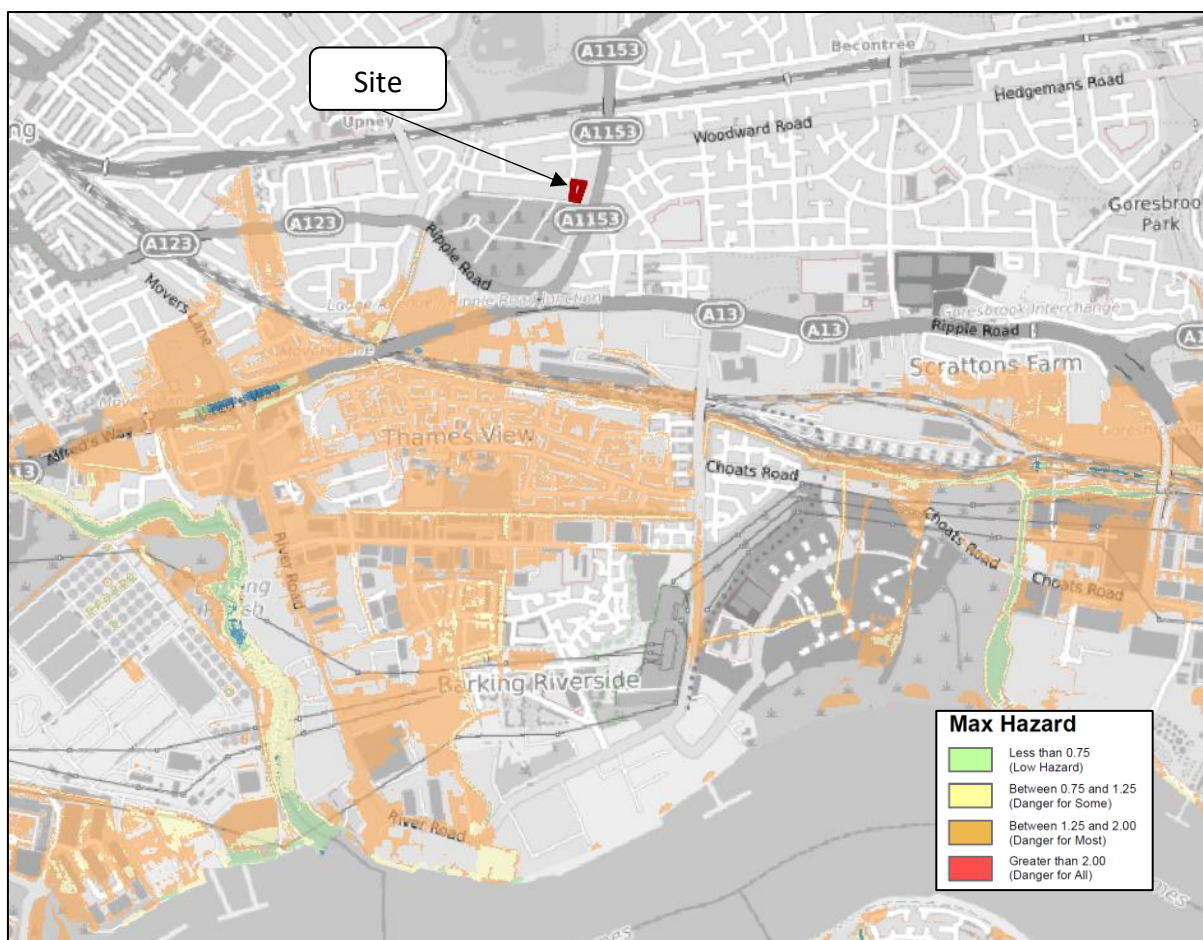 A1153
Becontree
Site
Hedgemans Road
Upney
A1153
Woodward Road
A1153
Goresbrook
Park
A123
A123
Ripple Road
Movers Lane
A13
A13
Ripple Road
Goresbrook Interchange
Scrattons Farm
Thames View
Alfred's Way
13
Choats Road
Choats Road
Choats Road
River Road
Barking Riverside
River Road
Max Hazard
Less than 0.75
(Low Hazard)
Between 0.75 and 1.25
(Danger for Some)
Between 1.25 and 2.00
(Danger for Most)
Greater than 2.00
(Danger for All)